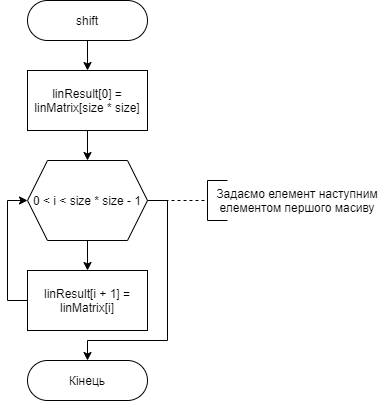 shift
linResult[0] =
linMatrix[size * size]
0 < i < size * size - 1
Задаємо елемент наступним
елементом першого масиву
linResult[i + 1] =
linMatrix[i]
Кінець